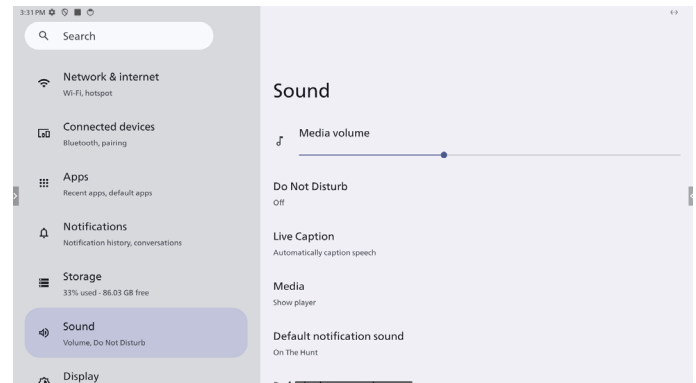 3:31 PM
Search
Network & internet
Wi-Fi, hotspot
Connected devices
Bluetooth, pairing
Apps
Recent apps, default apps
Notifications
Notification history, conversations
Storage
33% used - 86.03 GB free
Sound
Volume, Do Not Disturb
Display
Sound
Media volume
Do Not Disturb
Off
Live Caption
Automatically caption speech
Media
Show player
Default notification sound
On The Hunt